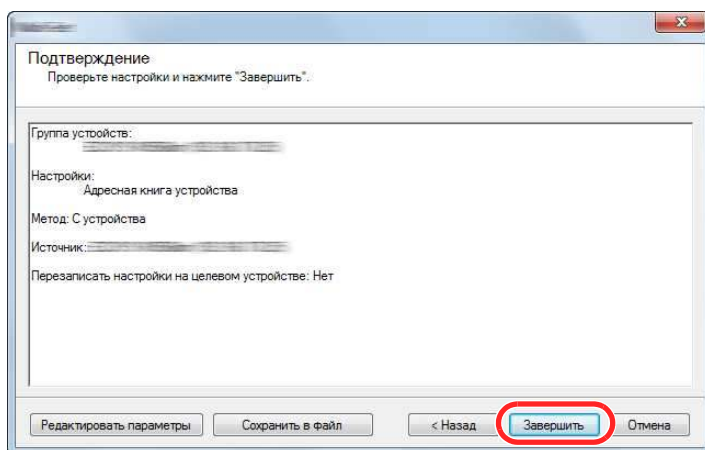 Подтверждение
Проверьте настройки и нажмите "Завершить".
Группа устройств:
Настройки:
Адресная книга устройства
Метод: С устройства
Источник:
Перезаписать настройки на целевом устройстве: Нет
Редактировать параметры Сохранить в файл < Назад Завершить Отмена